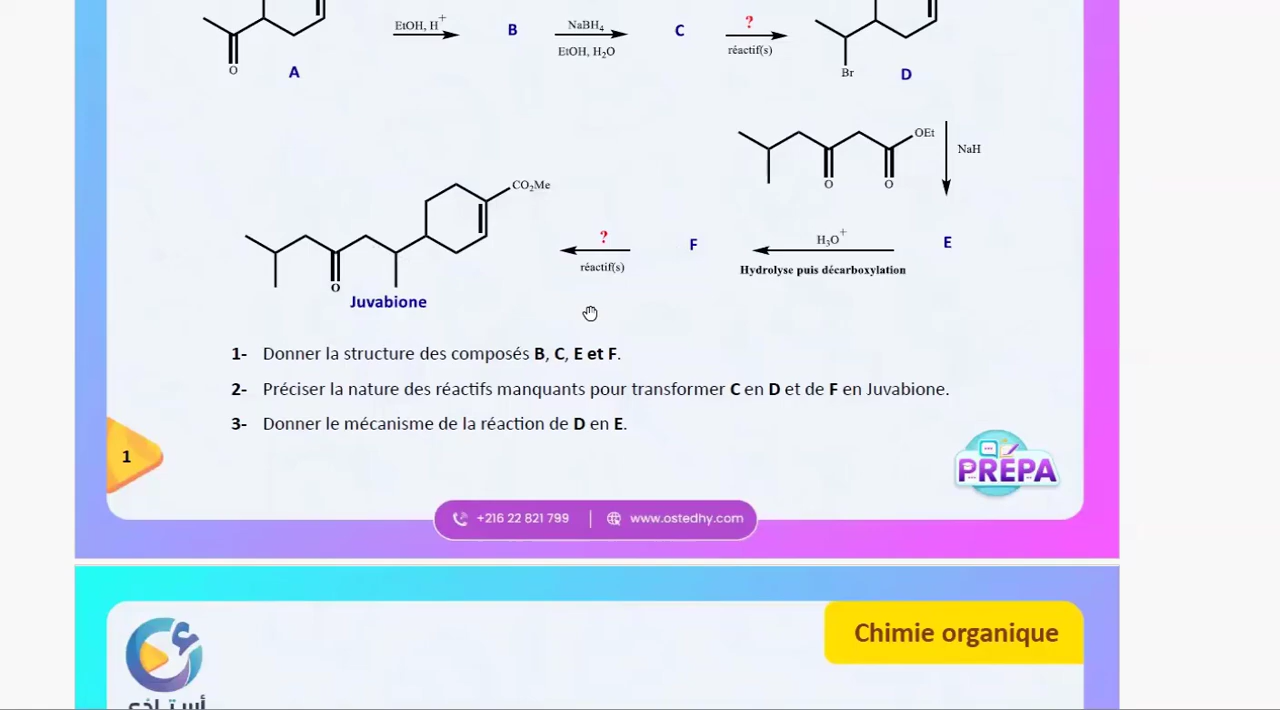 EtOH, H+
B
NaBH4
EtOH, H2O
C
?
réactif(s)
O
A
Br
D
OEt
O
O
NaH
CO2Me
O
Juvabione
?
réactif(s)
F
H3O+
Hydrolyse puis décarboxylation
E
1- Donner la structure des composés B, C, E et F.
2- Préciser la nature des réactifs manquants pour transformer C en D et de F en Juvabione.
3- Donner le mécanisme de la réaction de D en E.
1
PRÉPA
+216 22 821 799 | www.ostedhy.com
Chimie organique